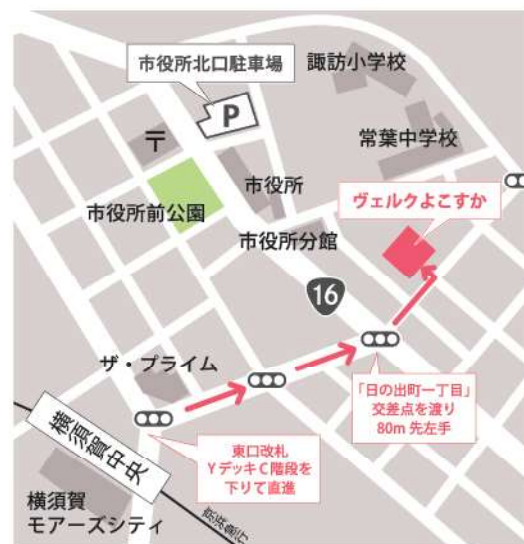 市役所北口駐車場
諏訪小学校
P
常葉中学校
〒
市役所
ヴェルクよこすか
市役所前公園
市役所分館
16
ザ・プライム
「日の出町一丁目」
交差点を渡り
80m 先左手
横須賀中央
東口改札
YデッキC階段を
下りて直進
横須賀
モアーズシティ
京浜急行